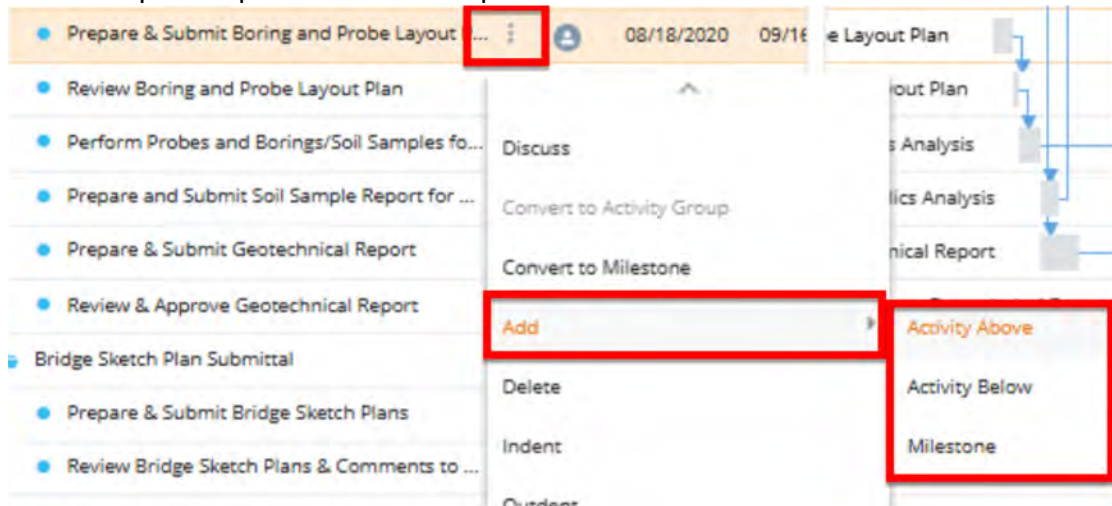 Prepare & Submit Boring and Probe Layout ... 08/18/2020 09/16 e Layout Plan
Review Boring and Probe Layout Plan out Plan
Perform Probes and Borings/Soil Samples fo... Discuss s Analysis
Prepare and Submit Soil Sample Report for ... Convert to Activity Group lics Analysis
Prepare & Submit Geotechnical Report Convert to Milestone nical Report
Review & Approve Geotechnical Report Add Activity Above
Bridge Sketch Plan Submittal
Delete Activity Below
Prepare & Submit Bridge Sketch Plans
Indent Milestone
Review Bridge Sketch Plans & Comments to ...
Outdent